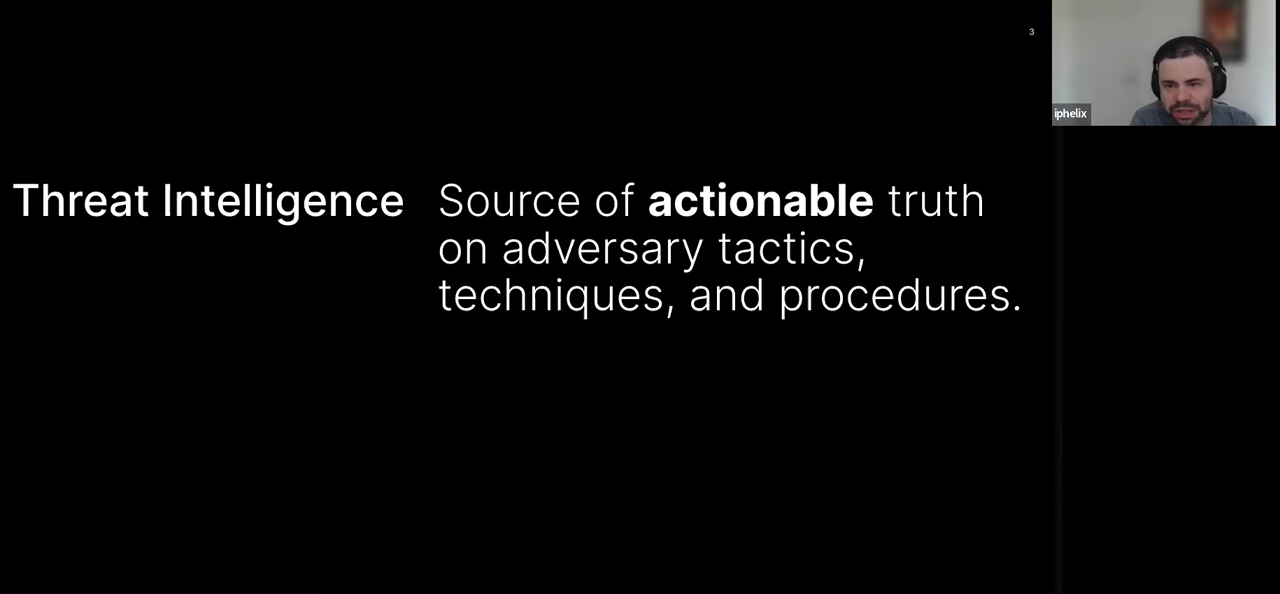 3
iphelix
Threat Intelligence
Source of actionable truth
on adversary tactics,
techniques, and procedures.